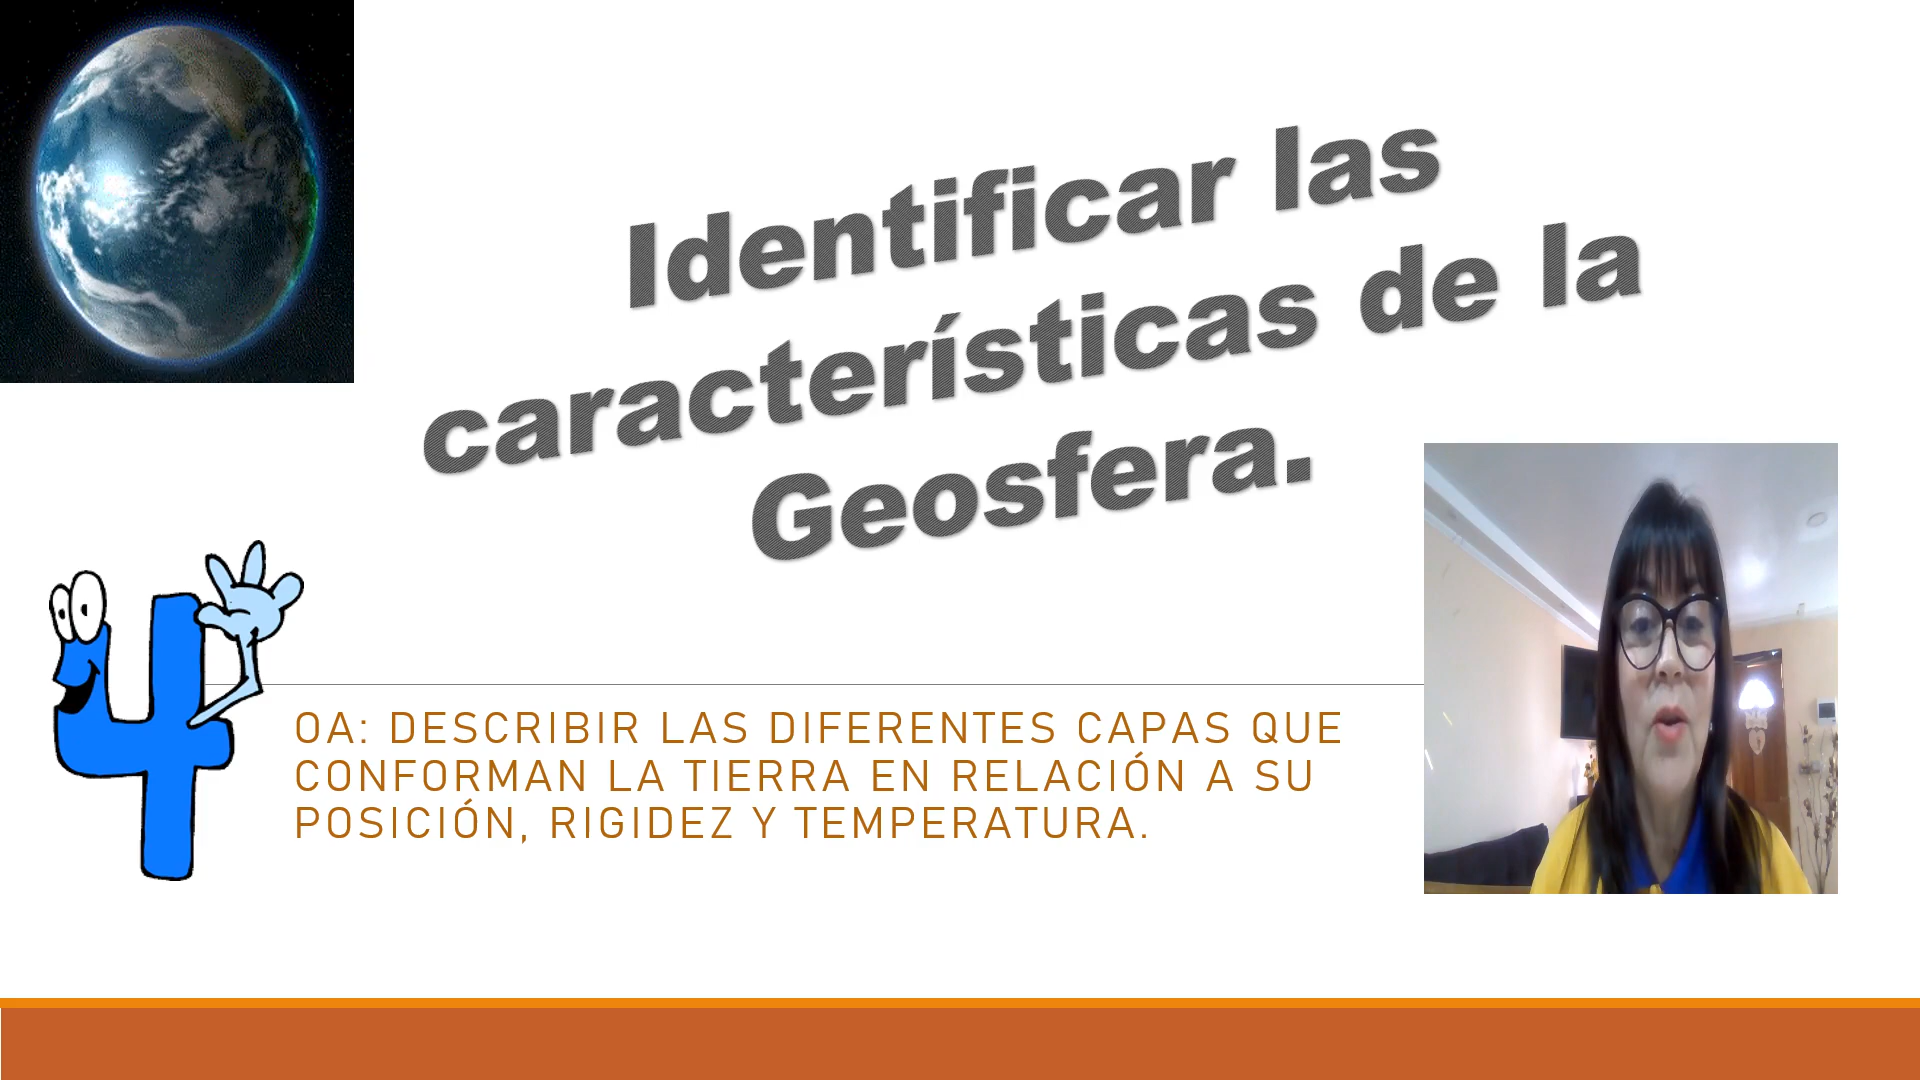 Identificar las
características de la
Geosfera.
OA: DESCRIBIR LAS DIFERENTES CAPAS QUE
CONFORMAN LA TIERRA EN RELACIÓN A SU
POSICIÓN, RIGIDEZ Y TEMPERATURA.